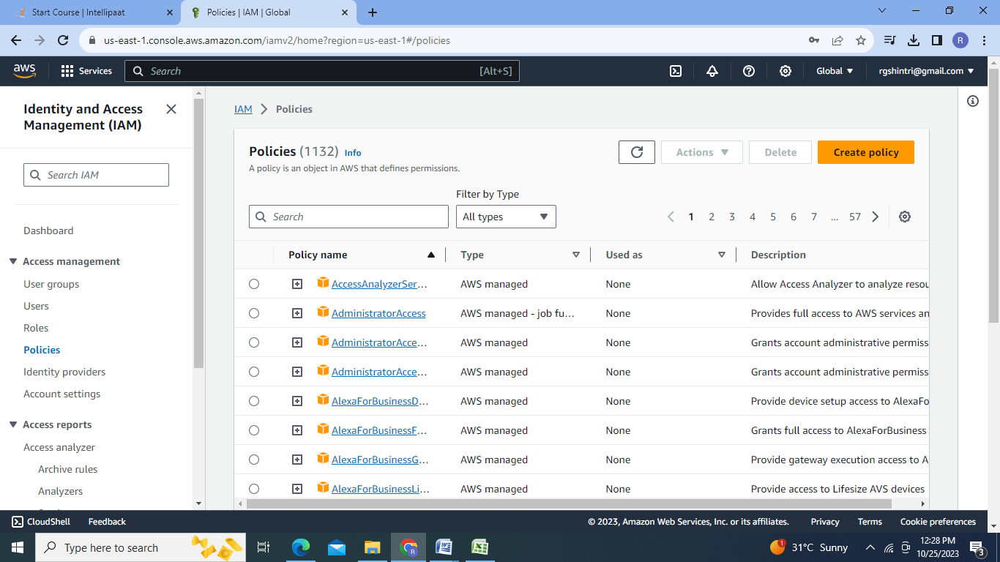 Start Course | Intellipaat
Policies | IAM | Global
us-east-1.console.aws.amazon.com/iamv2/home?region=us-east-1#/policies
R
aws
Services
Search
[Alt+S]
Global
rgshintri@gmail.com
Identity and Access
Management (IAM)
Search IAM
Dashboard
Access management
User groups
Users
Roles
Policies
Identity providers
Account settings
Access reports
Access analyzer
Archive rules
Analyzers
IAM > Policies
Policies (1132) Info
A policy is an object in AWS that defines permissions.
Actions
Delete
Create policy
Filter by Type
Search
All types
1 2 3 4 5 6 7 ... 57
Policy name Type Used as Description
AccessAnalyzerSer... AWS managed None Allow Access Analyzer to analyze resou
AdministratorAccess AWS managed - job fu... None Provides full access to AWS services an
AdministratorAcce... AWS managed None Grants account administrative permiss
AdministratorAcce... AWS managed None Grants account administrative permiss
AlexaForBusinessD... AWS managed None Provide device setup access to AlexaFo
AlexaForBusinessF... AWS managed None Grants full access to AlexaForBusiness
AlexaForBusinessG... AWS managed None Provide gateway execution access to A
AlexaForBusinessLi... AWS managed None Provide access to Lifesize AVS devices
CloudShell
Feedback
© 2023, Amazon Web Services, Inc. or its affiliates.
Privacy
Terms
Cookie preferences
Type here to search
R
1
31°C Sunny
12:28 PM
10/25/2023
3